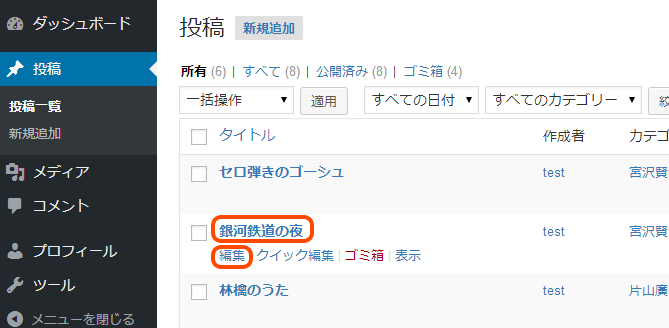 ダッシュボード
投稿
投稿一覧
新規追加
メディア
コメント
プロフィール
ツール
メニューを閉じる
投稿 新規追加
所有 (6) | すべて (8) | 公開済み (8) | ゴミ箱 (4)
一括操作 適用 すべての日付 すべてのカテゴリー 絞
タイトル 作成者 カテゴ
セロ弾きのゴーシュ test 宮沢賢
銀河鉄道の夜 test 宮沢賢
編集 | クイック編集 | ゴミ箱 | 表示
林檎のうた test 片山廣